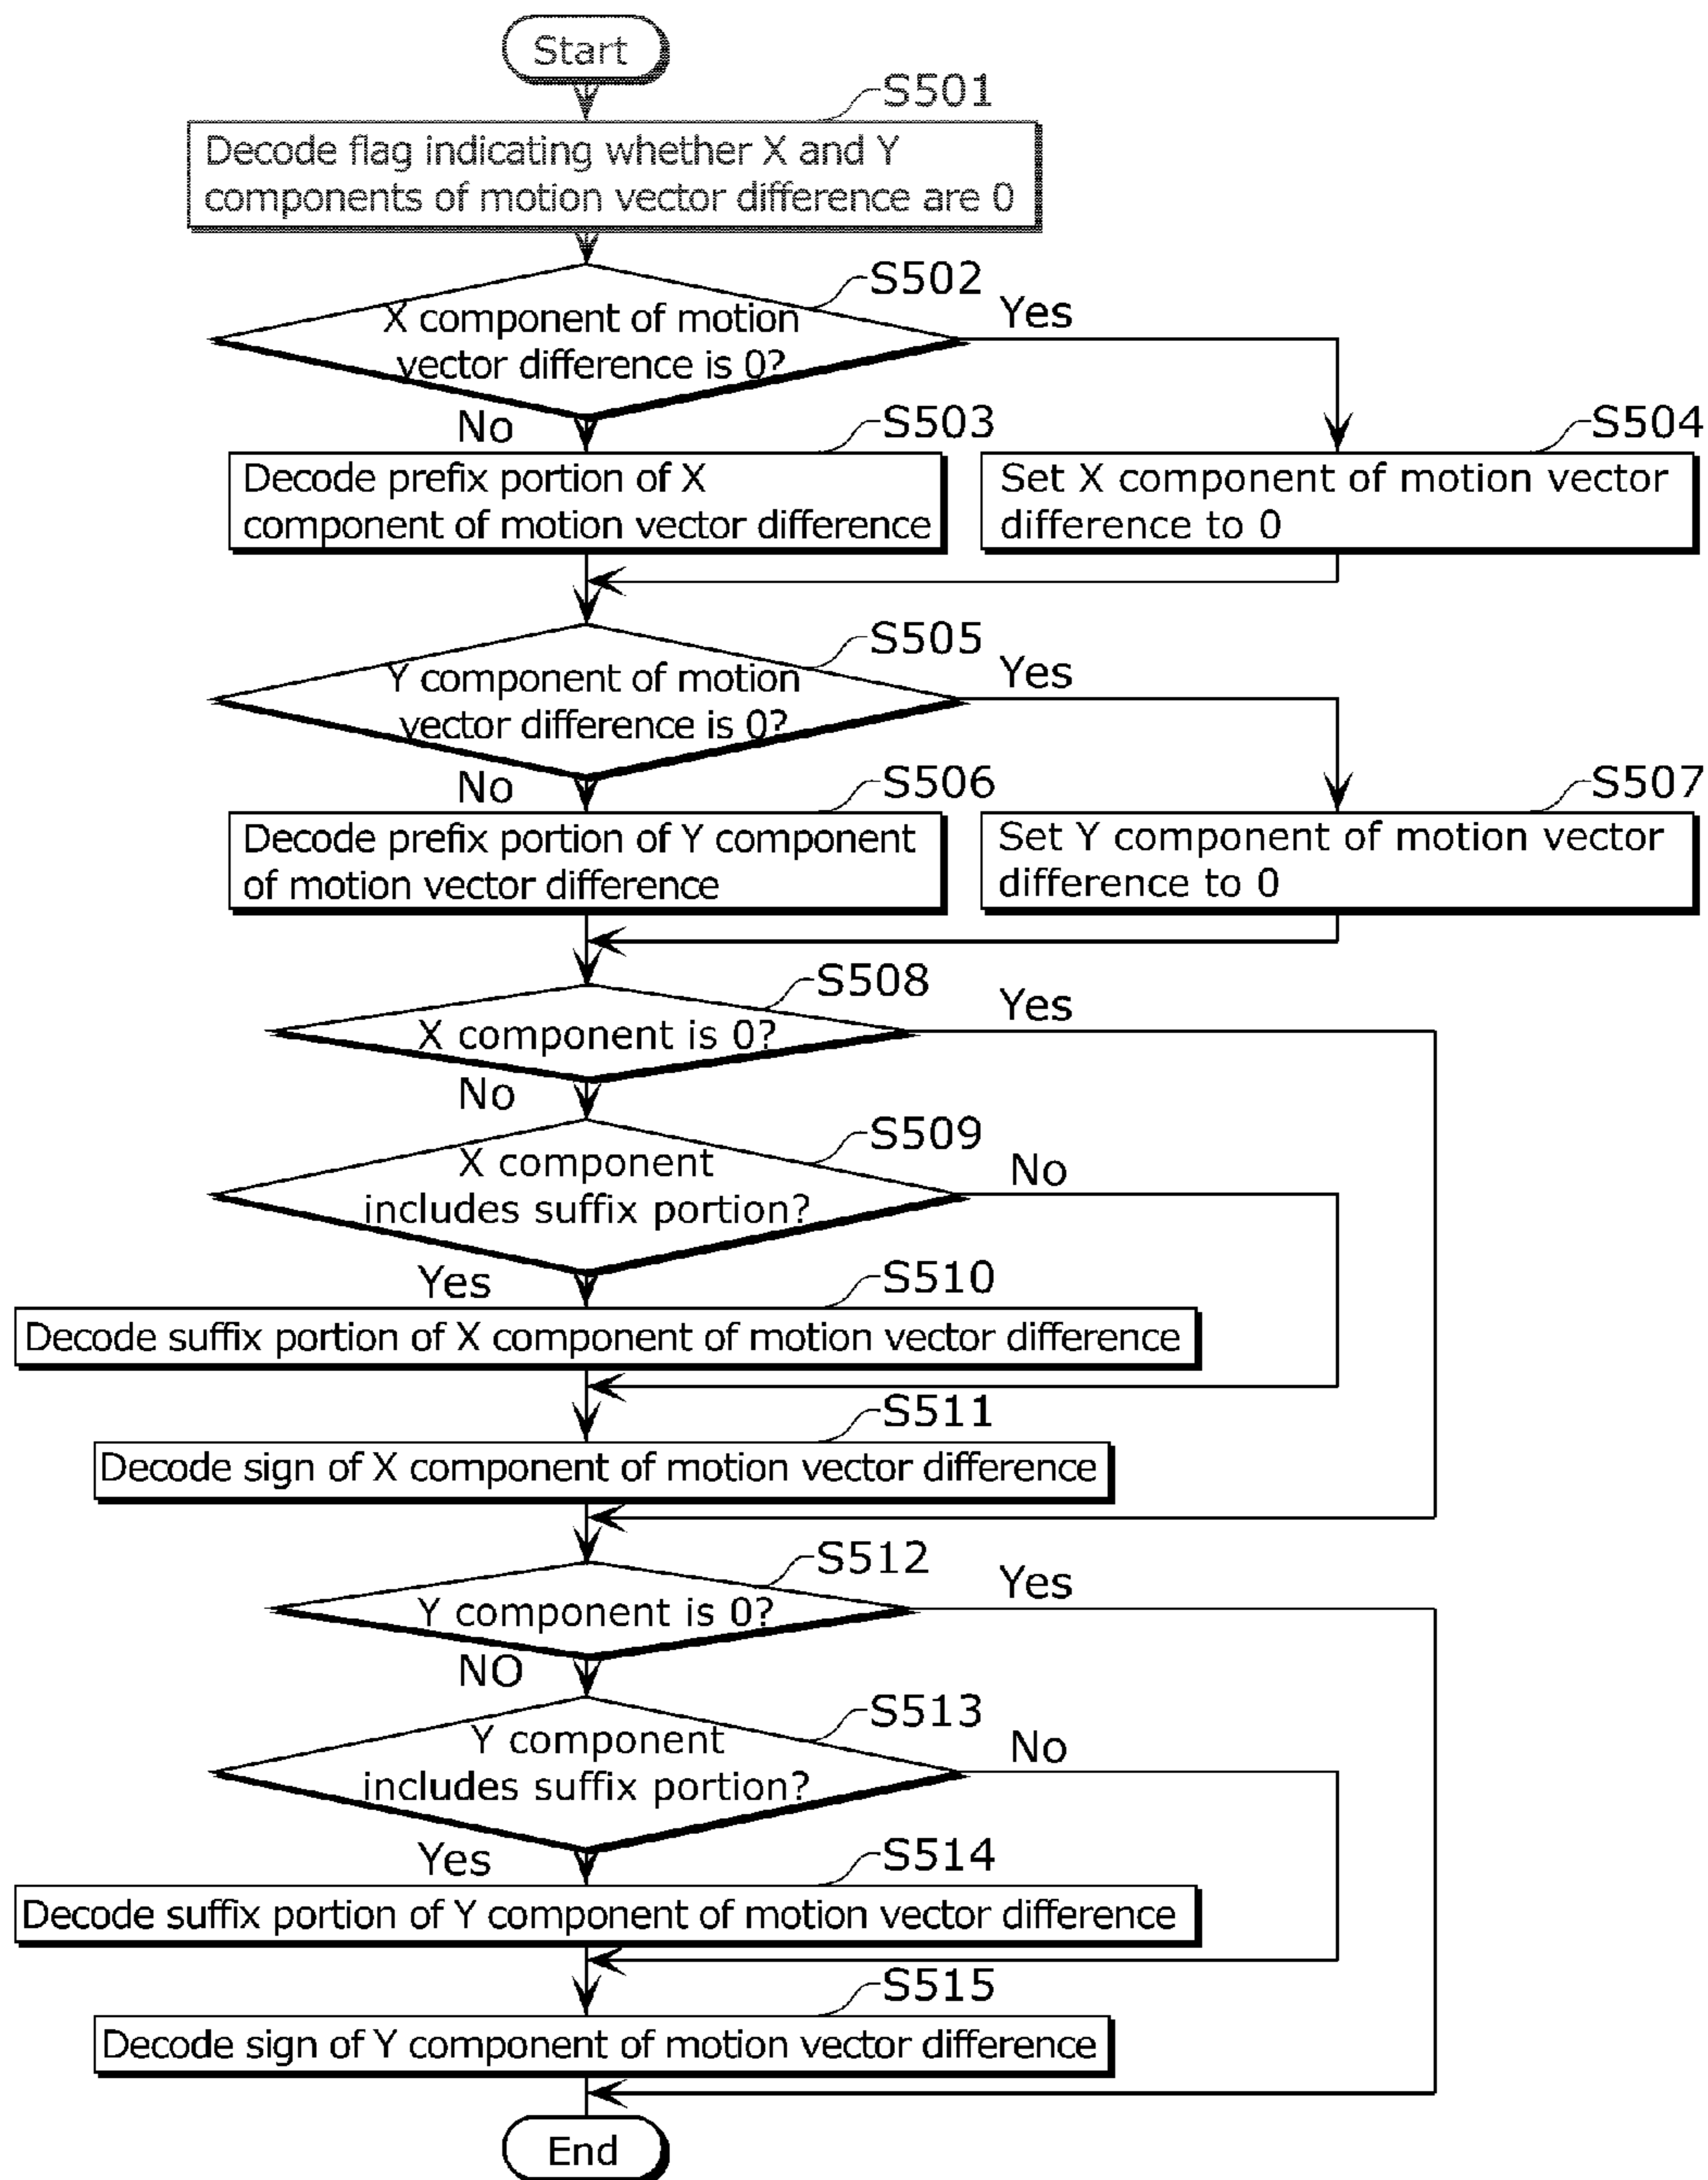 Start
S501
Decode flag indicating whether X and Y
components of motion vector difference are 0
S502
X component of motion
vector difference is 0?
Yes
No
S503
Decode prefix portion of X
component of motion vector difference
S504
Set X component of motion vector
difference to 0
S505
Y component of motion
vector difference is 0?
Yes
No
S506
Decode prefix portion of Y component
of motion vector difference
S507
Set Y component of motion vector
difference to 0
S508
X component is 0?
Yes
No
S509
X component
includes suffix portion?
No
Yes
S510
Decode suffix portion of X component of motion vector difference
S511
Decode sign of X component of motion vector difference
S512
Y component is 0?
Yes
NO
S513
Y component
includes suffix portion?
No
Yes
S514
Decode suffix portion of Y component of motion vector difference
S515
Decode sign of Y component of motion vector difference
End